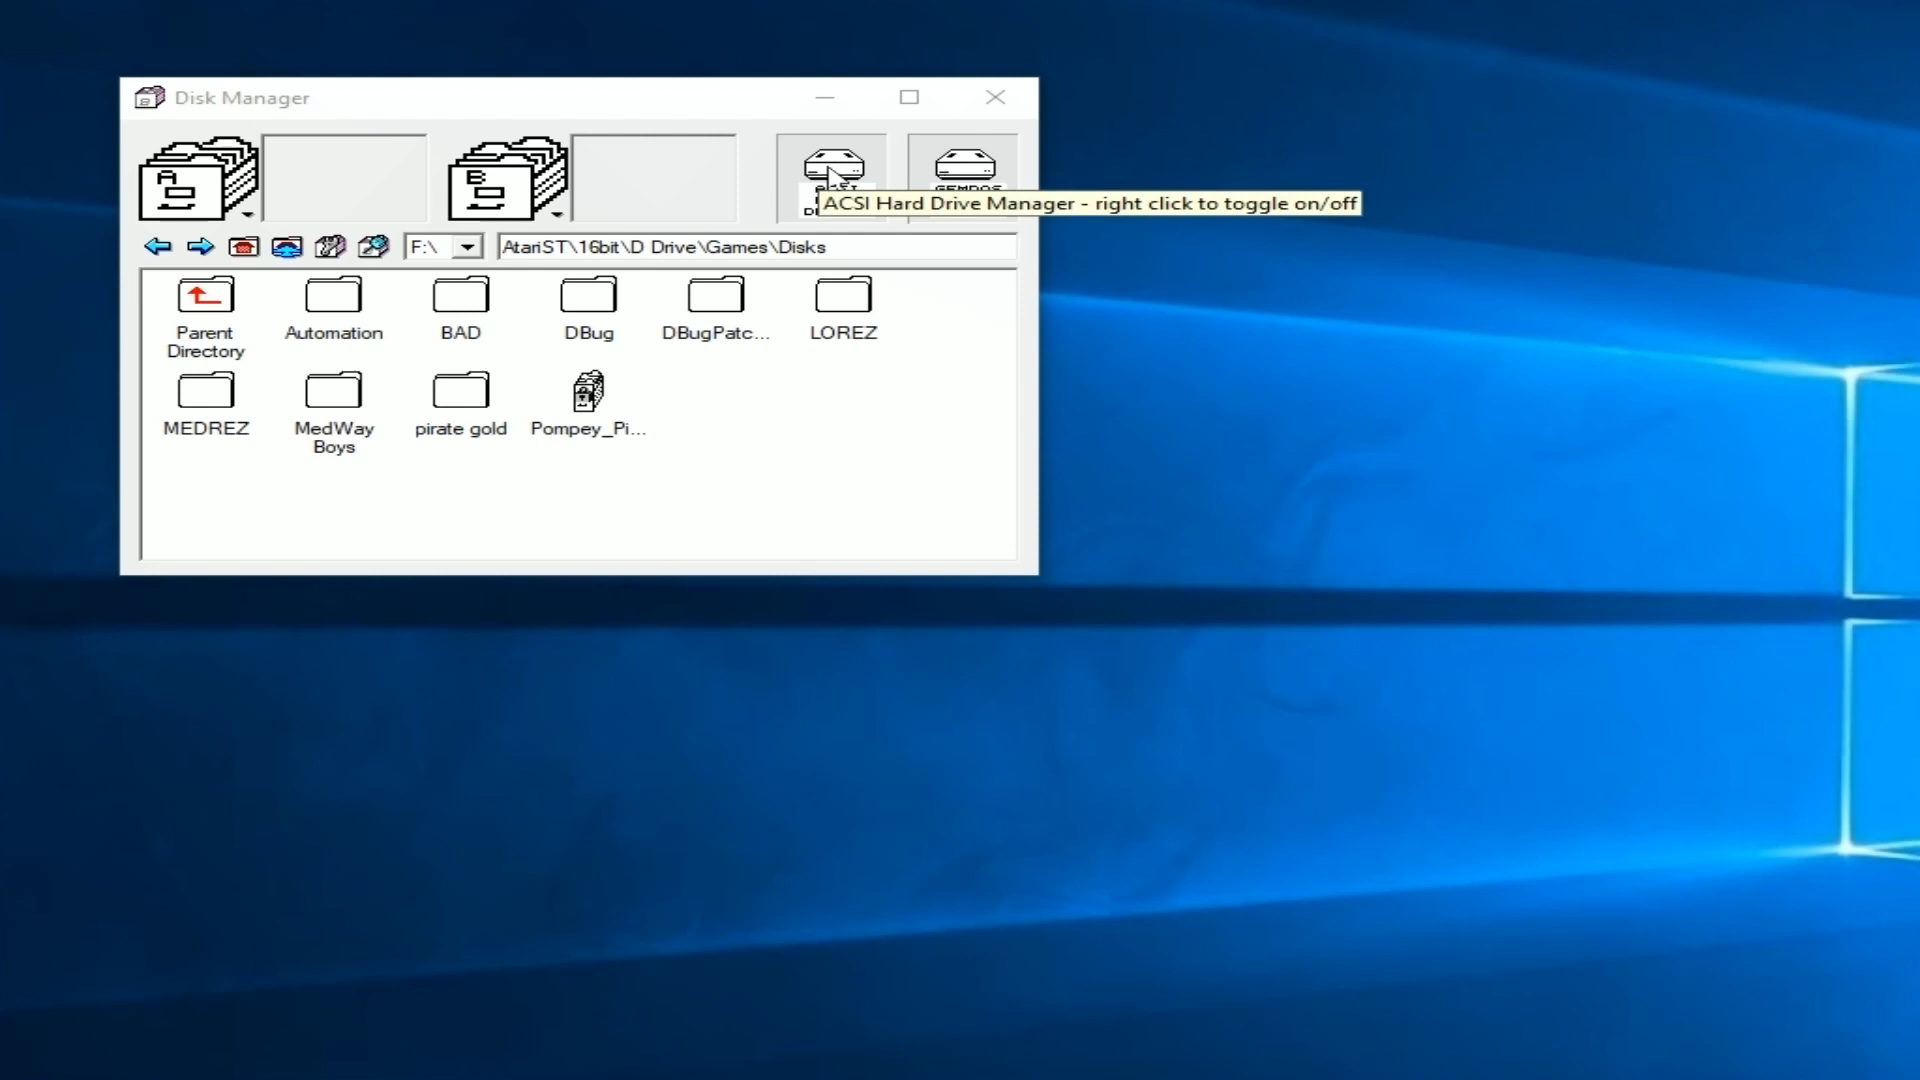 Disk Manager
A
B
GEMDOS
ACSI Hard Drive Manager - right click to toggle on/off
F:\
AtariST\16bit\D Drive\Games\Disks
Parent
Directory
Automation
BAD
DBug
DBugPatc...
LOREZ
MEDREZ
MedWay
Boys
pirate gold
Pompey_Pi...